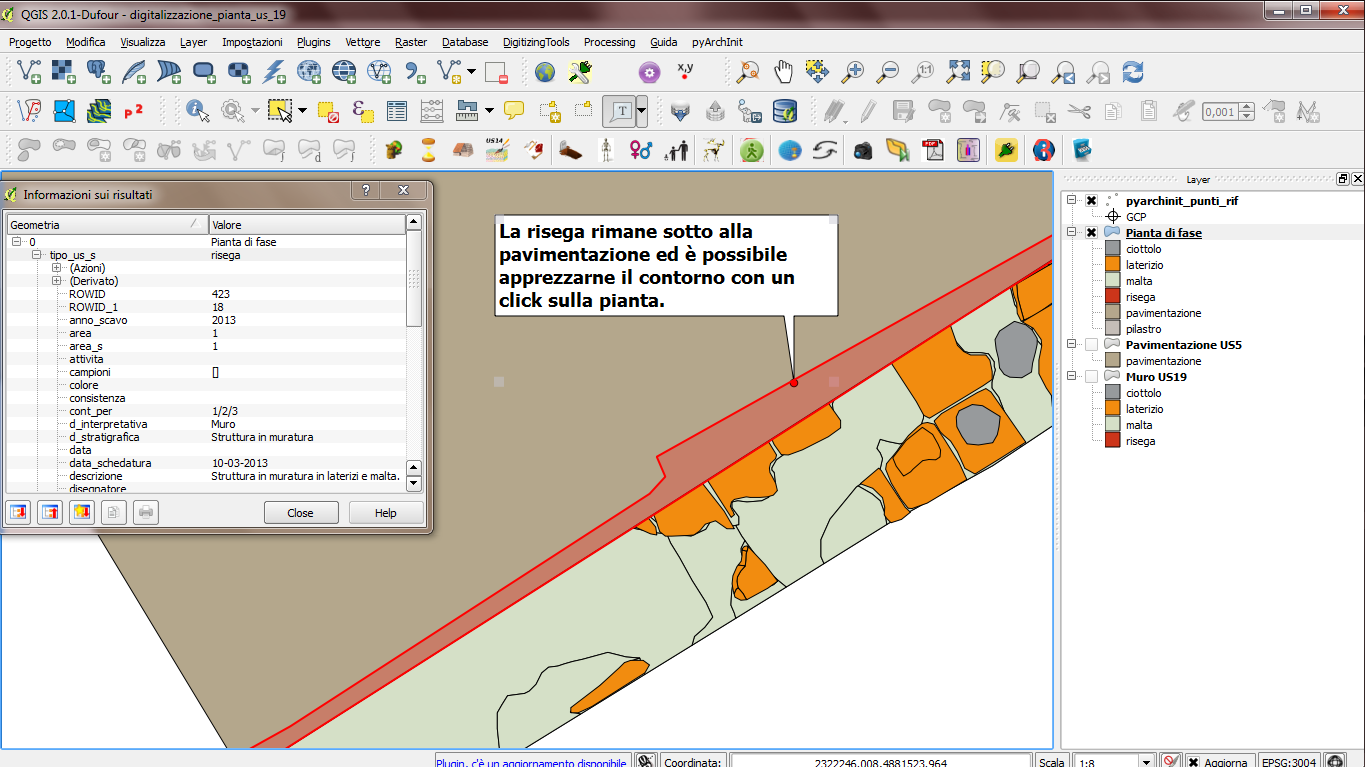 QGIS 2.0.1-Dufour - digitalizzazione_pianta_us_19
Progetto Modifica Visualizza Layer Impostazioni Plugins Vettore Raster Database DigitizingTools Processing Guida pyArchInit
x,y
1:1
p 2
T
0,001
US14
PDF
Informazioni sui risultati
Geometria Valore
0 Pianta di fase
tipo_us_s risega
(Azioni)
(Derivato)
ROWID 423
ROWID_1 18
anno_scavo 2013
area 1
area_s 1
attivita
campioni []
colore
consistenza
cont_per 1/2/3
d_interpretativa Muro
d_stratigrafica Struttura in muratura
data
data_schedatura 10-03-2013
descrizione Struttura in muratura in laterizi e malta.
disegnatore
Close Help
La risega rimane sotto alla
pavimentazione ed è possibile
apprezzarne il contorno con un
click sulla pianta.
Layer
pyarchinit_punti_rif
GCP
Pianta di fase
ciottolo
laterizio
malta
risega
pavimentazione
pilastro
Pavimentazione US5
pavimentazione
Muro US19
ciottolo
laterizio
malta
risega
Plugin, c'è un aggiornamento disponibile Coordinata: 2322246.008,4881523.964 Scala 1:8 Aggiorna EPSG:3004